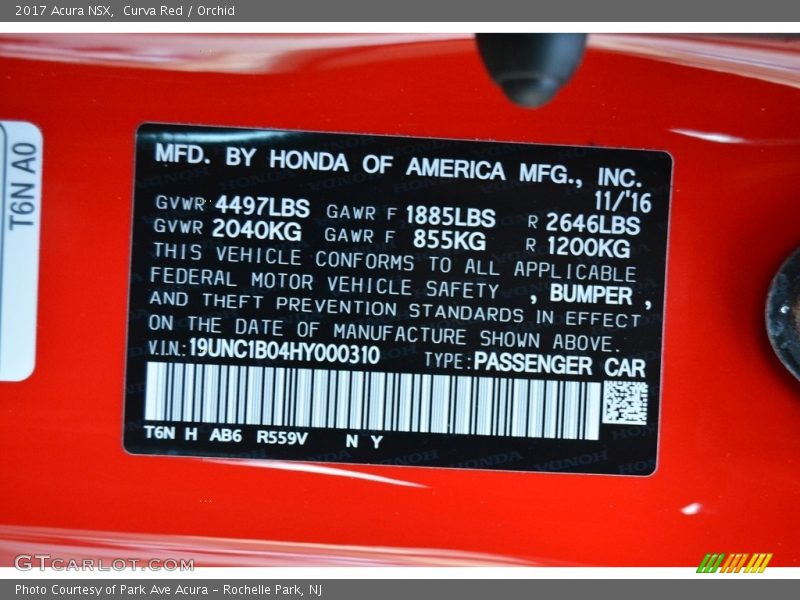 2017 Acura NSX,  Curva Red / Orchid
T6N A0
MFD. BY HONDA OF AMERICA MFG., INC.
11/'16
GVWR 4497LBS GAWR F 1885LBS R 2646LBS
GVWR 2040KG GAWR F 855KG R 1200KG
THIS VEHICLE CONFORMS TO ALL APPLICABLE
FEDERAL MOTOR VEHICLE SAFETY , BUMPER ,
AND THEFT PREVENTION STANDARDS IN EFFECT
ON THE DATE OF MANUFACTURE SHOWN ABOVE.
V.I.N.: 19UNC1B04HY000310 TYPE: PASSENGER CAR
T6N H AB6 R559V N Y
GTCARLOT.COM
Photo Courtesy of Park Ave Acura – Rochelle Park, NJ